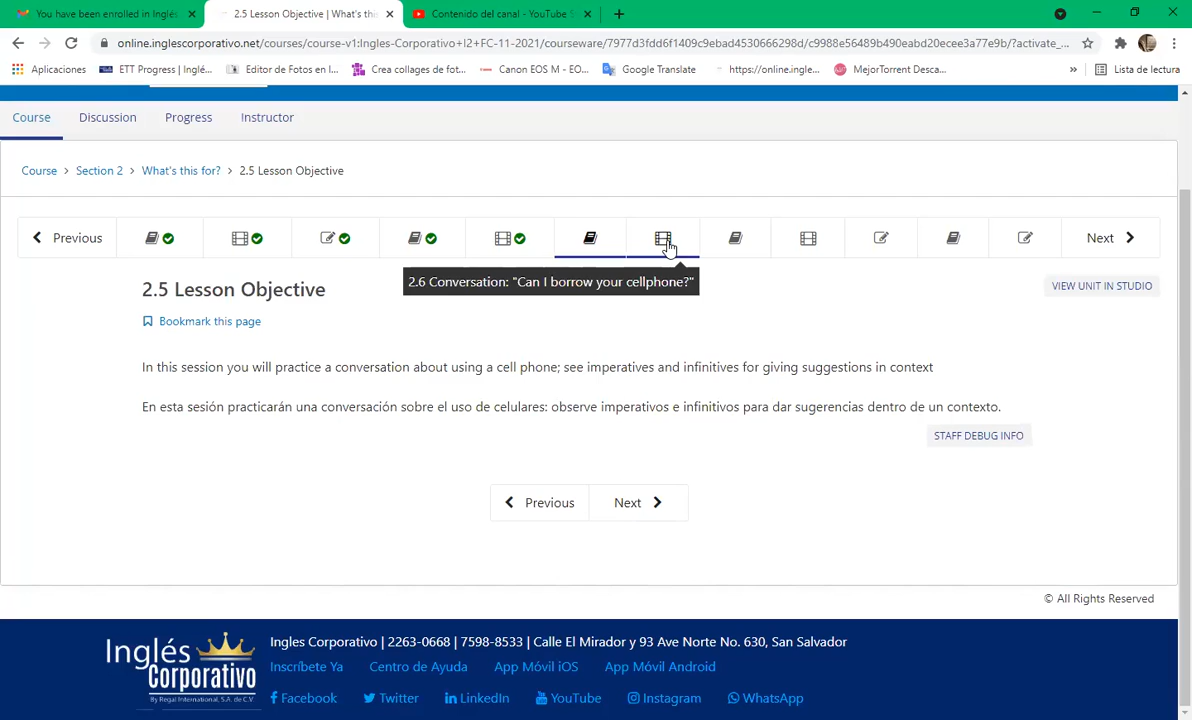 You have been enrolled in Inglés
2.5 Lesson Objective | What's this
Contenido del canal - YouTube S
online.inglescorporativo.net/courses/course-v1:Ingles-Corporativo+I2+FC-11-2021/courseware/7977d3fdd6f1409c9ebad4530666298d/c9988e56489b490eabd20ecee3a77e9b/?activate_...
Aplicaciones
ETT Progress | Inglé...
Editor de Fotos en l...
Crea collages de fot...
Canon EOS M - EO...
Google Translate
https://online.ingle...
MejorTorrent Desca...
»
Lista de lectura
Course Discussion Progress Instructor
Course > Section 2 > What's this for? > 2.5 Lesson Objective
Previous
Next
2.6 Conversation: "Can I borrow your cellphone?"
2.5 Lesson Objective
VIEW UNIT IN STUDIO
Bookmark this page
In this session you will practice a conversation about using a cell phone; see imperatives and infinitives for giving suggestions in context
En esta sesión practicarán una conversación sobre el uso de celulares: observe imperativos e infinitivos para dar sugerencias dentro de un contexto.
STAFF DEBUG INFO
Previous
Next
© All Rights Reserved
Inglés Corporativo
By Regal International, S.A. de C.V.
Ingles Corporativo | 2263-0668 | 7598-8533 | Calle El Mirador y 93 Ave Norte No. 630, San Salvador
Inscríbete Ya Centro de Ayuda App Móvil iOS App Móvil Android
Facebook Twitter LinkedIn YouTube Instagram WhatsApp